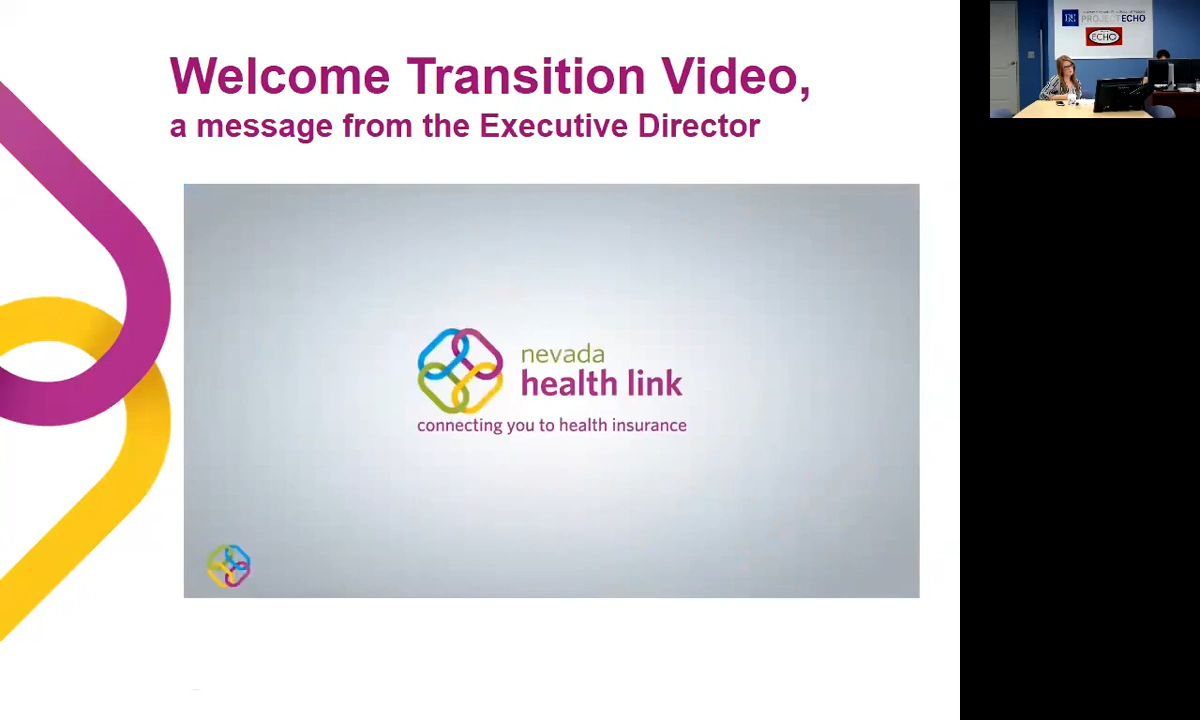 Welcome Transition Video,
a message from the Executive Director
nevada
health link
connecting you to health insurance
PROJECT ECHO
ECHO